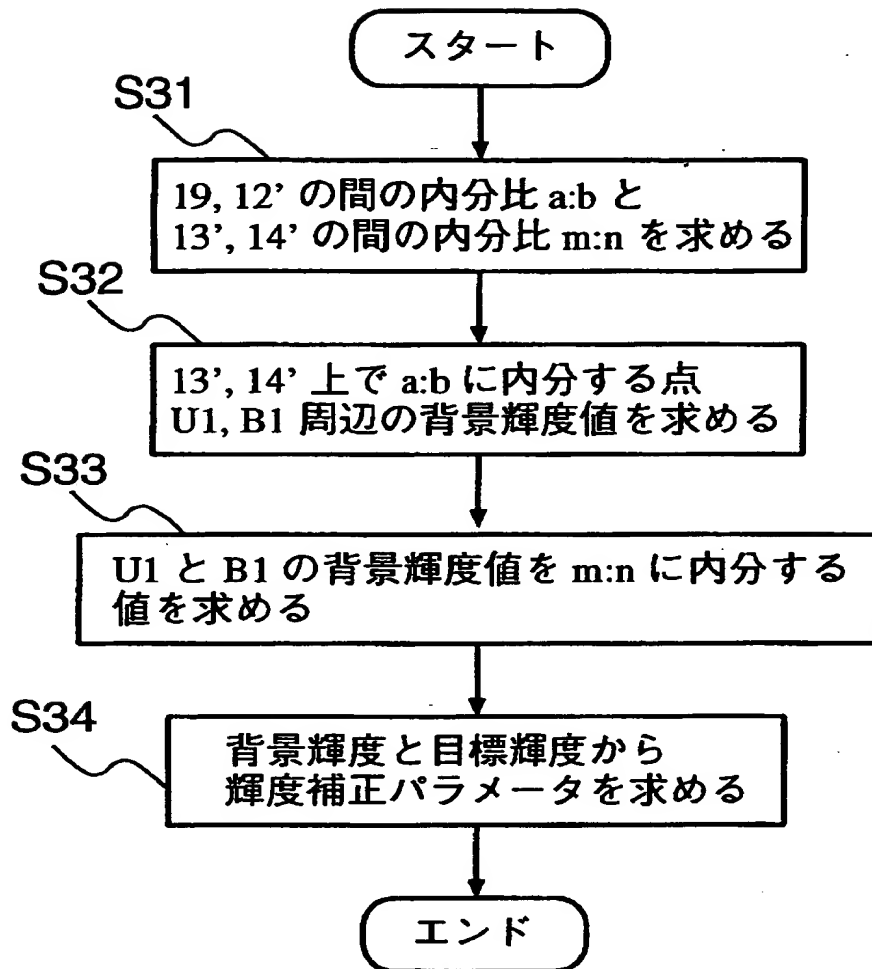 スタート
S31
19, 12’ の間の内分比 a:b と
13’, 14’ の間の内分比 m:n を求める
S32
13’, 14’ 上で a:b に内分する点
U1, B1 周辺の背景輝度値を求める
S33
U1 と B1 の背景輝度値を m:n に内分する
値を求める
S34
背景輝度と目標輝度から
輝度補正パラメータを求める
エンド